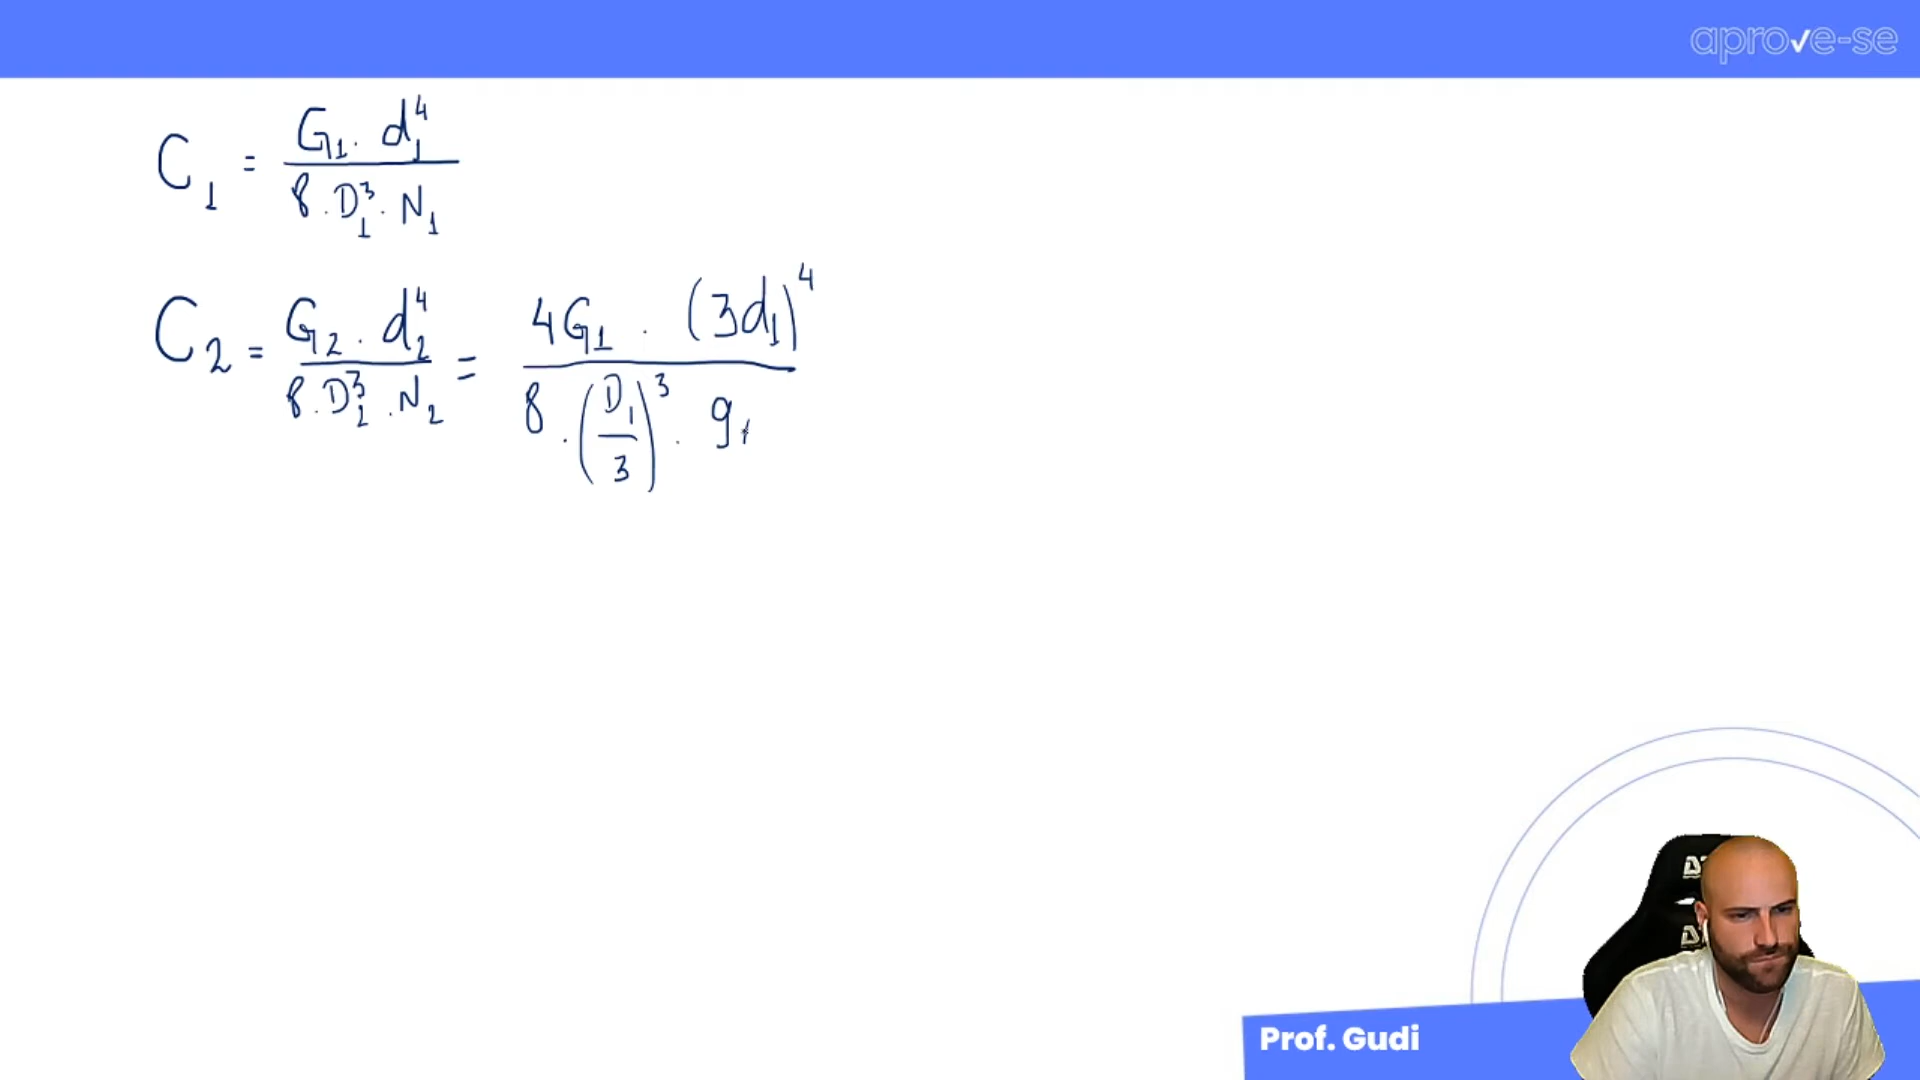 aprove-se
C₁ = G₁ . d₁⁴ / 8 . D₁³ . N₁
C₂ = G₂ . d₂⁴ / 8 . D₂³ . N₂ = 4G₁ . (3d₁)⁴ / 8 . (D₁/3)³ . 9
Prof. Gudi